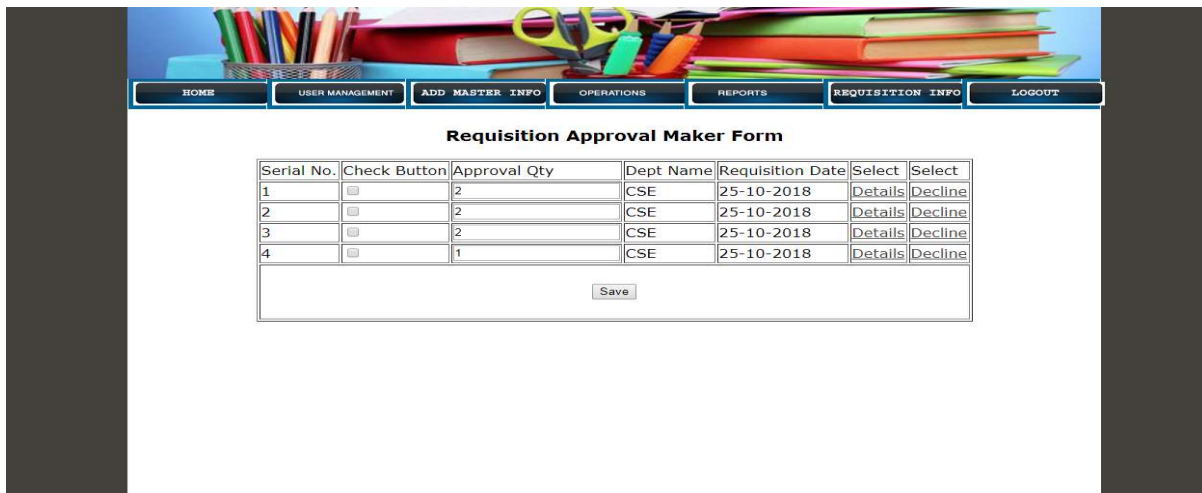 HOME USER MANAGEMENT ADD MASTER INFO OPERATIONS REPORTS REQUISITION INFO LOGOUT
Requisition Approval Maker Form
Serial No. Check Button Approval Qty Dept Name Requisition Date Select Select
1 2 CSE 25-10-2018 Details Decline
2 2 CSE 25-10-2018 Details Decline
3 2 CSE 25-10-2018 Details Decline
4 1 CSE 25-10-2018 Details Decline
Save